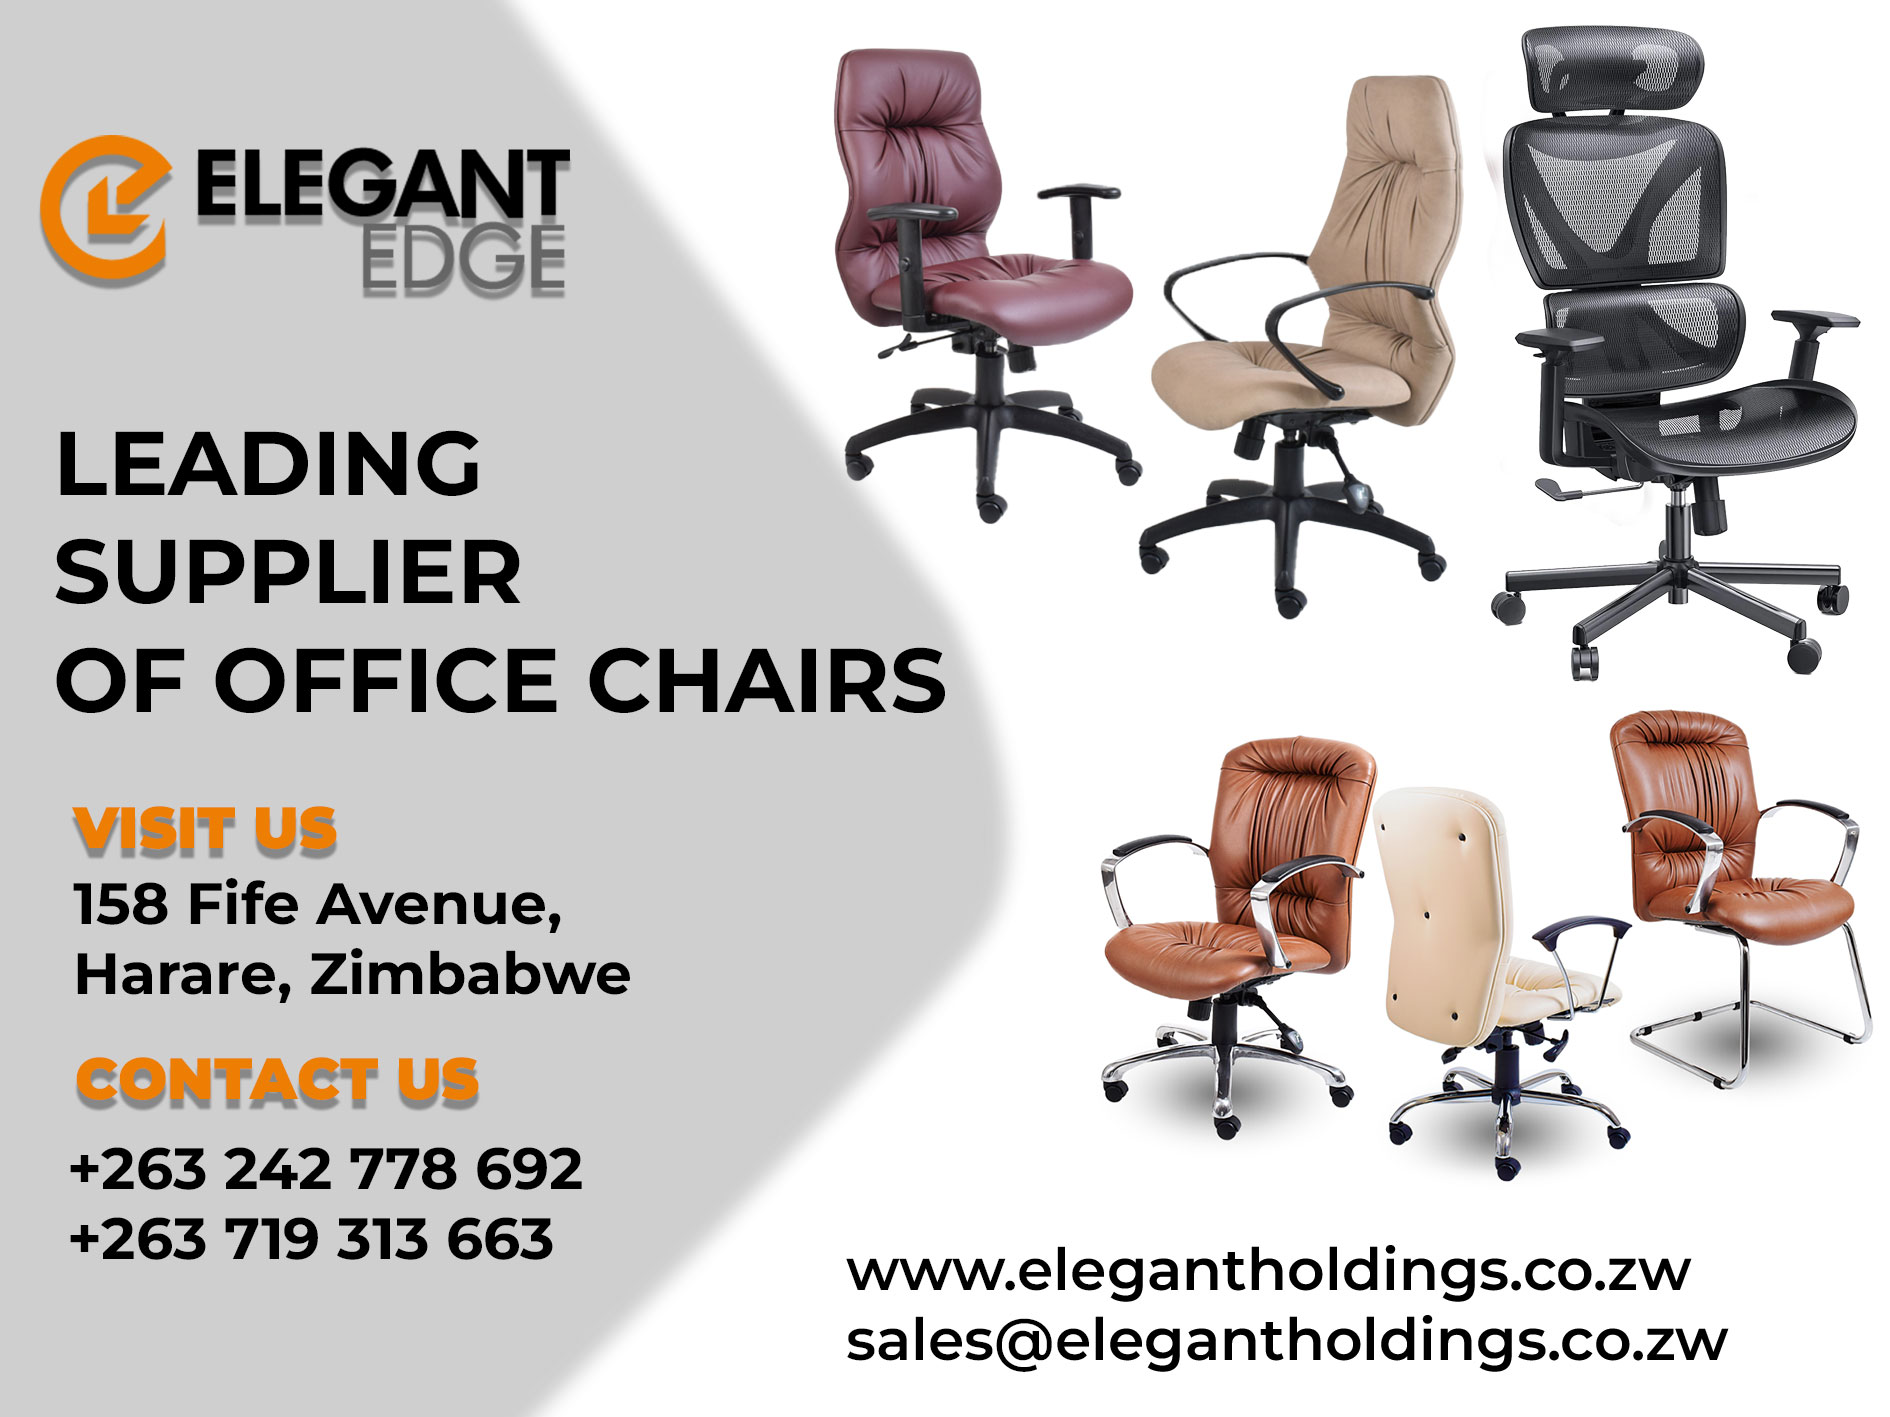 ELEGANT
EDGE
LEADING
SUPPLIER
OF OFFICE CHAIRS
VISIT US
158 Fife Avenue,
Harare, Zimbabwe
CONTACT US
+263 242 778 692
+263 719 313 663
www.elegantholdings.co.zw
sales@elegantholdings.co.zw